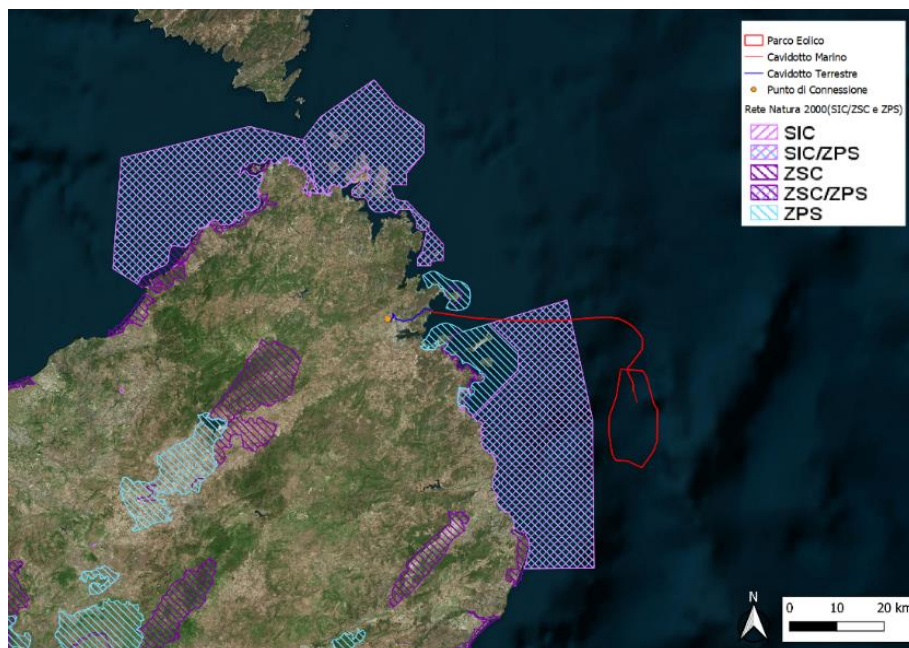 Parco Eolico
Cavidotto Marino
Cavidotto Terrestre
Punto di Connessione
Rete Natura 2000(SIC/ZSC e ZPS)
SIC
SIC/ZPS
ZSC
ZSC/ZPS
ZPS
N
0 10 20 km